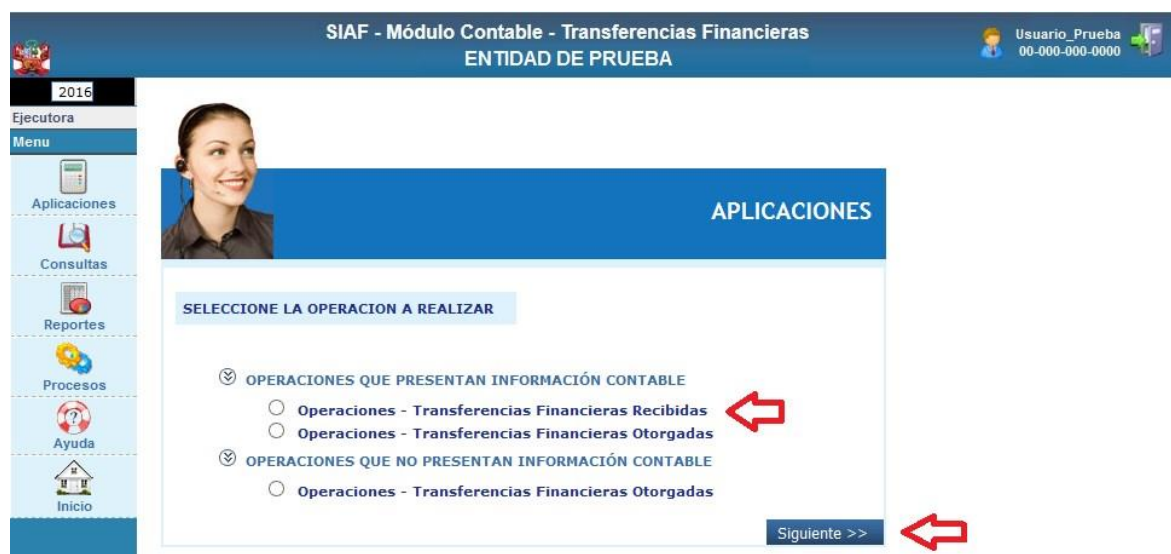 SIAF - Módulo Contable - Transferencias Financieras
ENTIDAD DE PRUEBA
Usuario_Prueba
00-000-000-0000
2016
Ejecutora
Menu
Aplicaciones
Consultas
Reportes
Procesos
Ayuda
Inicio
APLICACIONES
SELECCIONE LA OPERACION A REALIZAR
OPERACIONES QUE PRESENTAN INFORMACIÓN CONTABLE
Operaciones - Transferencias Financieras Recibidas
Operaciones - Transferencias Financieras Otorgadas
OPERACIONES QUE NO PRESENTAN INFORMACIÓN CONTABLE
Operaciones - Transferencias Financieras Otorgadas
Siguiente >>